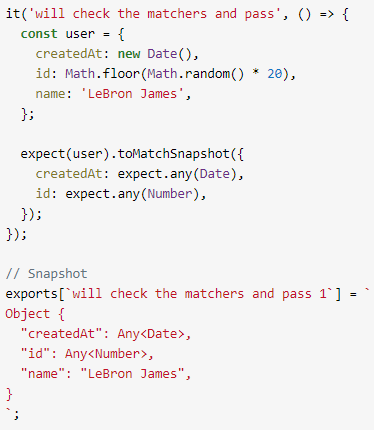 it('will check the matchers and pass', () => {
  const user = {
    createdAt: new Date(),
    id: Math.floor(Math.random() * 20),
    name: 'LeBron James',
  };

  expect(user).toMatchSnapshot({
    createdAt: expect.any(Date),
    id: expect.any(Number),
  });
});

// Snapshot
exports[`will check the matchers and pass 1`] = `
Object {
  "createdAt": Any<Date>,
  "id": Any<Number>,
  "name": "LeBron James",
}
`;